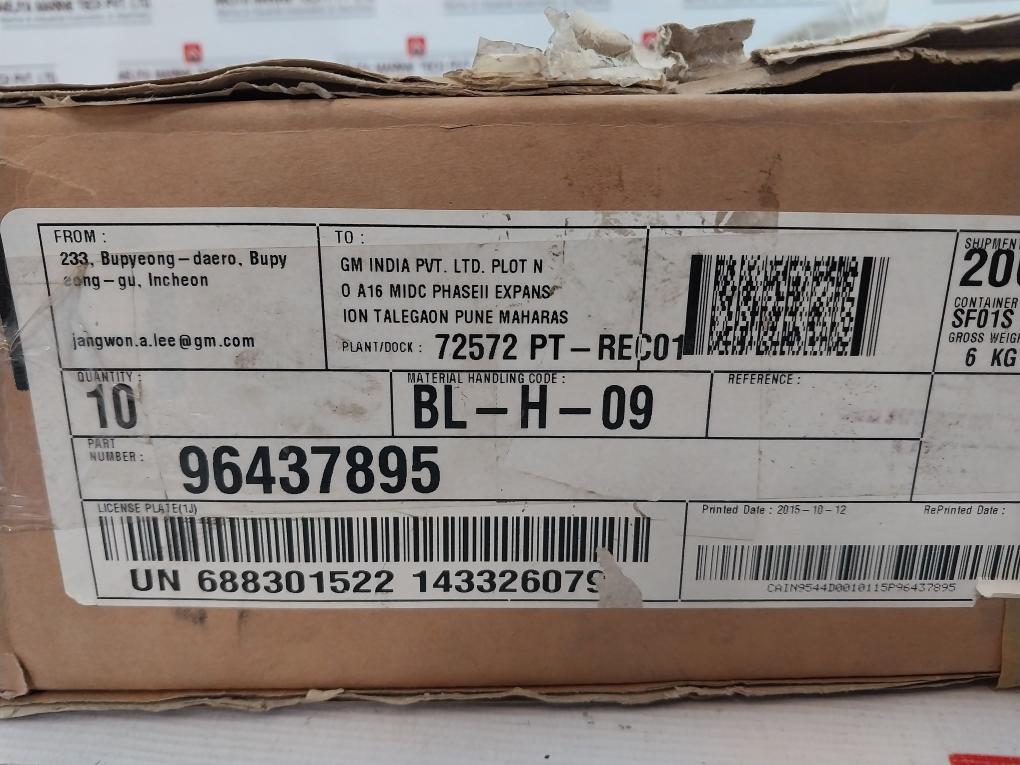 FROM :
233, Bupyeong-daero, Bupy
eong-gu, Incheon
jangwon.a.lee@gm.com
TO :
GM INDIA PVT. LTD. PLOT N
O A16 MIDC PHASEII EXPANS
ION TALEGAON PUNE MAHARAS
PLANT/DOCK : 72572 PT-REC01
SHIPMENT
200
CONTAINER
SF01S
GROSS WEIGH
6 KG
QUANTITY :
10
MATERIAL HANDLING CODE :
BL-H-09
REFERENCE :
PART
NUMBER :
96437895
LICENSE PLATE(1J)
UN 688301522 143326079
Printed Date : 2015-10-12
RePrinted Date :
CAIN9544D0010115P96437895